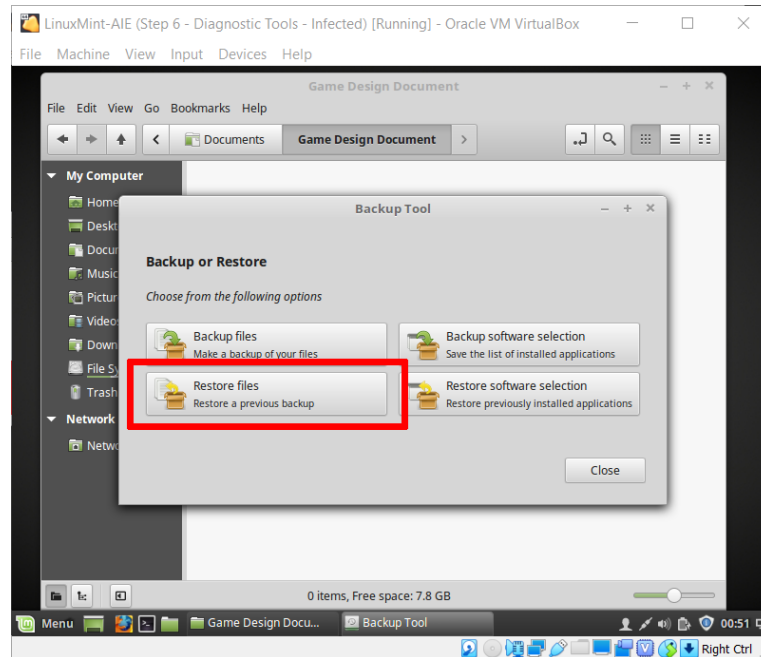 LinuxMint-AIE (Step 6 - Diagnostic Tools - Infected) [Running] - Oracle VM VirtualBox
File Machine View Input Devices Help
Game Design Document
File Edit View Go Bookmarks Help
Documents Game Design Document
My Computer
Home
Deskt
Docum
Music
Pictur
Video
Down
File Sy
Trash
Network
Netwo
Backup Tool
Backup or Restore
Choose from the following options
Backup files
Make a backup of your files
Backup software selection
Save the list of installed applications
Restore files
Restore a previous backup
Restore software selection
Restore previously installed applications
Close
0 items, Free space: 7.8 GB
Menu Game Design Docu... Backup Tool 00:51
Right Ctrl